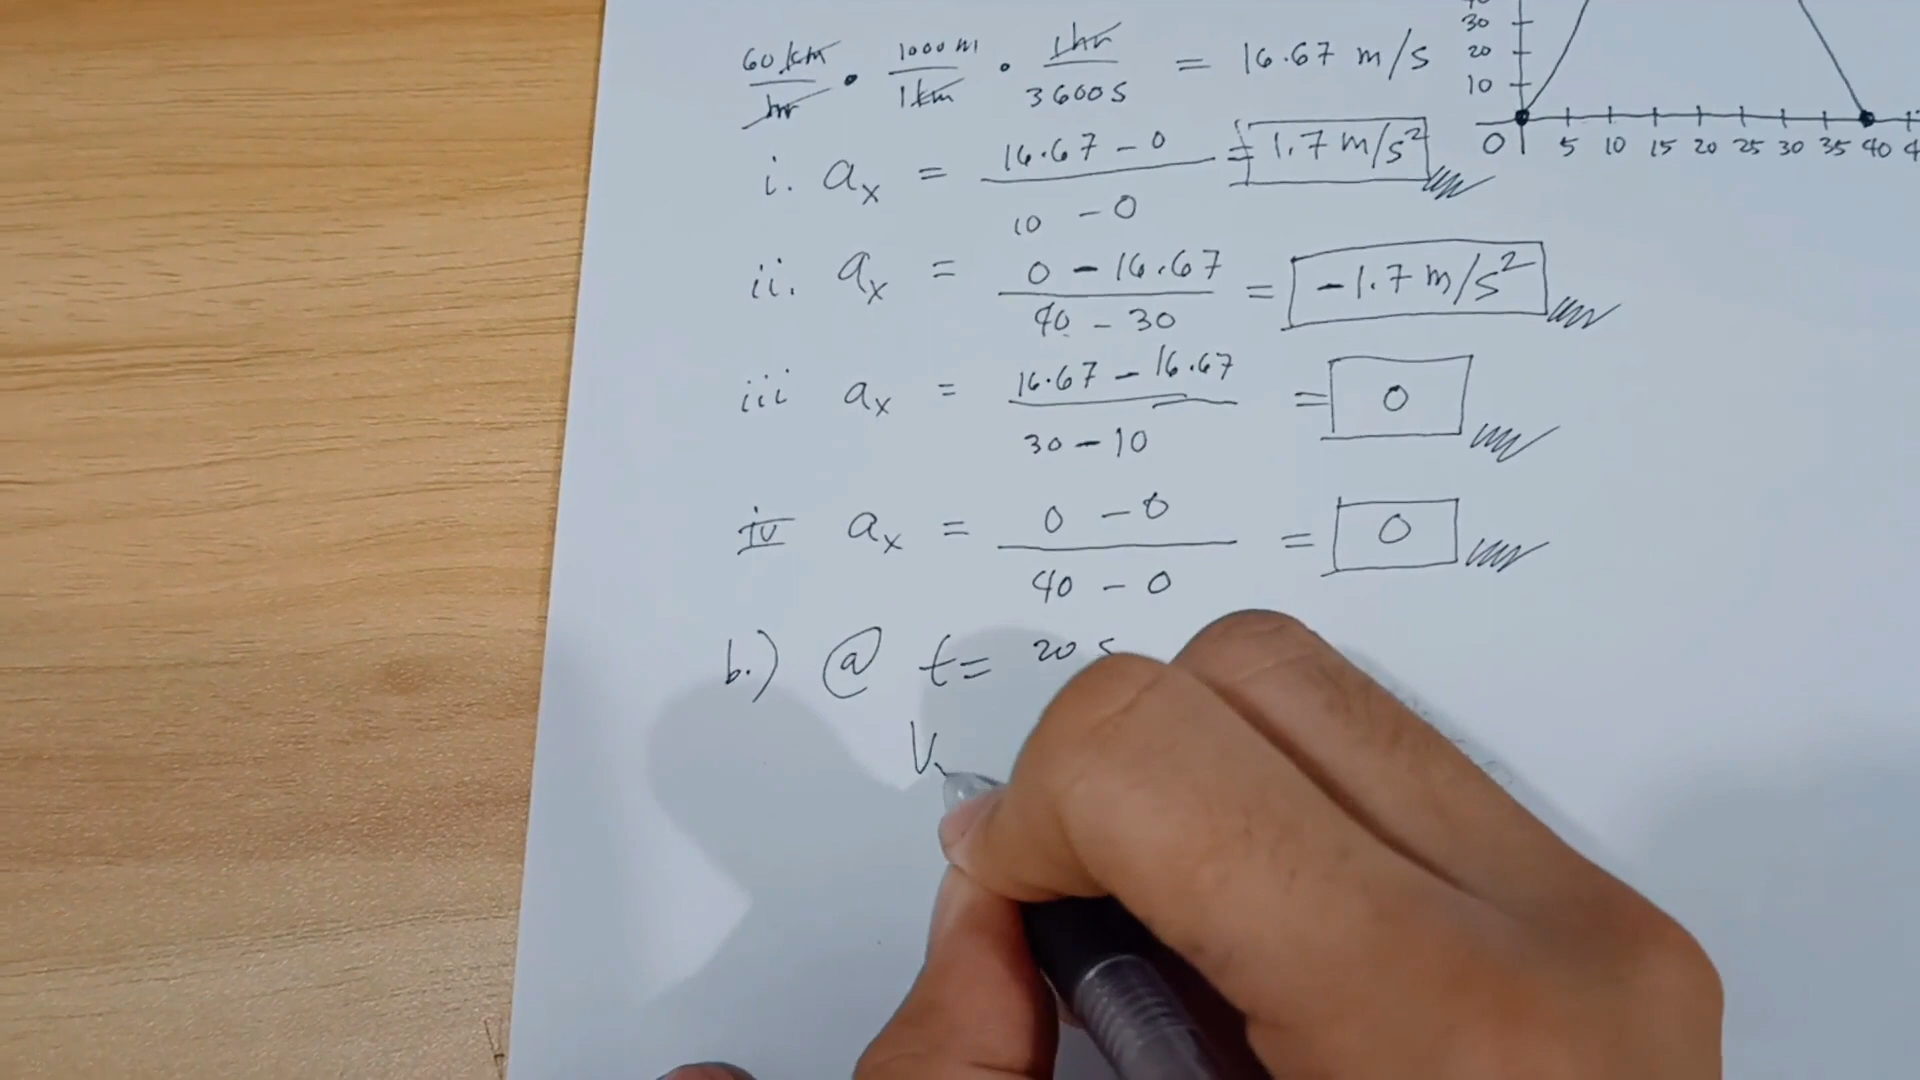 60 km/hr · 1000 m/1 km · 1 hr/3600 s = 16.67 m/s
i. ax = 16.67 - 0 / 10 - 0 = 1.7 m/s²
ii. ax = 0 - 16.67 / 40 - 30 = -1.7 m/s²
iii ax = 16.67 - 16.67 / 30 - 10 = 0
iv ax = 0 - 0 / 40 - 0 = 0
b.) @ t = 20 s
V
30
20
10
0 5 10 15 20 25 30 35 40